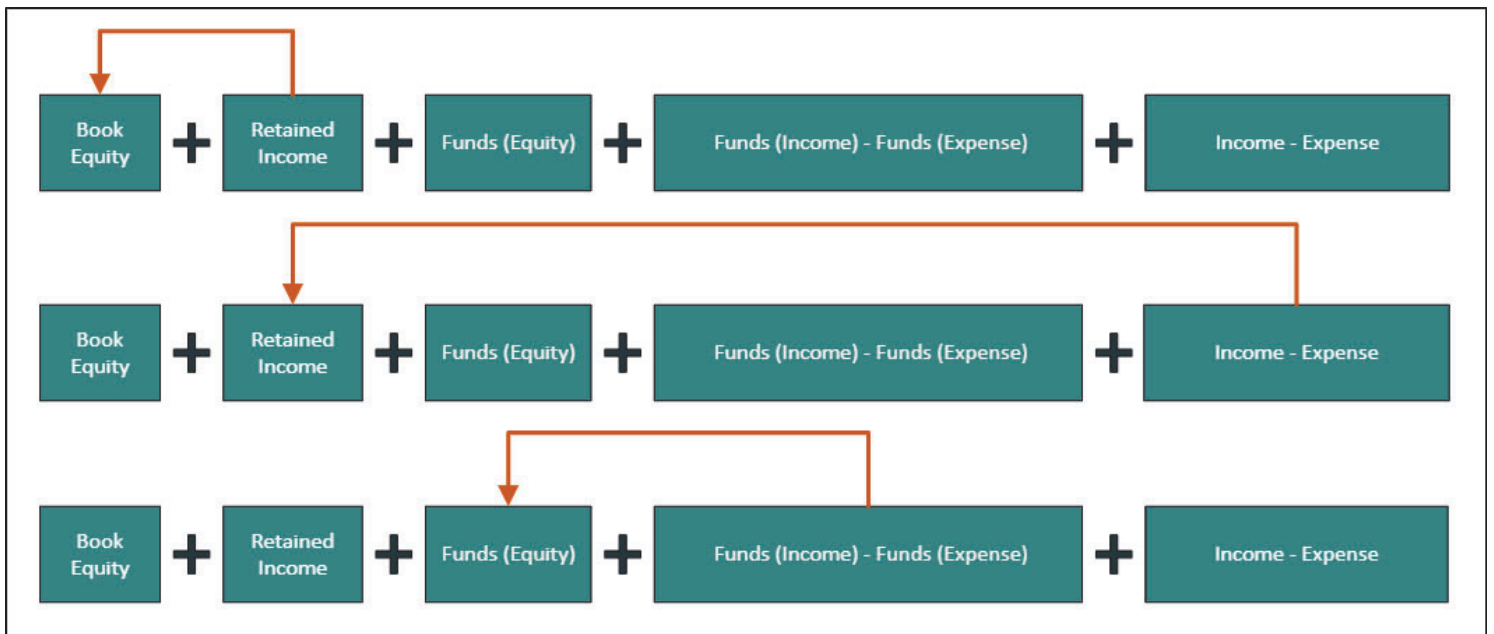 Book
Equity
+
Retained
Income
+
Funds (Equity)
+
Funds (Income) - Funds (Expense)
+
Income - Expense
Book
Equity
+
Retained
Income
+
Funds (Equity)
+
Funds (Income) - Funds (Expense)
+
Income - Expense
Book
Equity
+
Retained
Income
+
Funds (Equity)
+
Funds (Income) - Funds (Expense)
+
Income - Expense